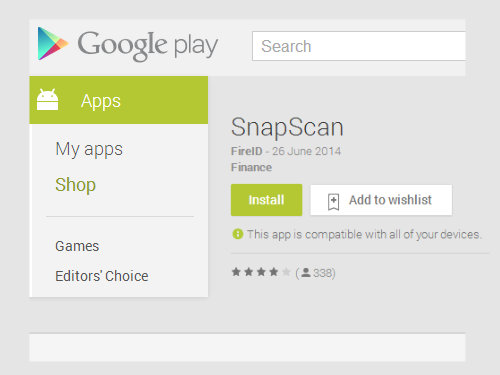 Google play
Search
Apps
My apps
Shop
Games
Editors' Choice
SnapScan
FireID - 26 June 2014
Finance
Install
Add to wishlist
This app is compatible with all of your devices.
(338)